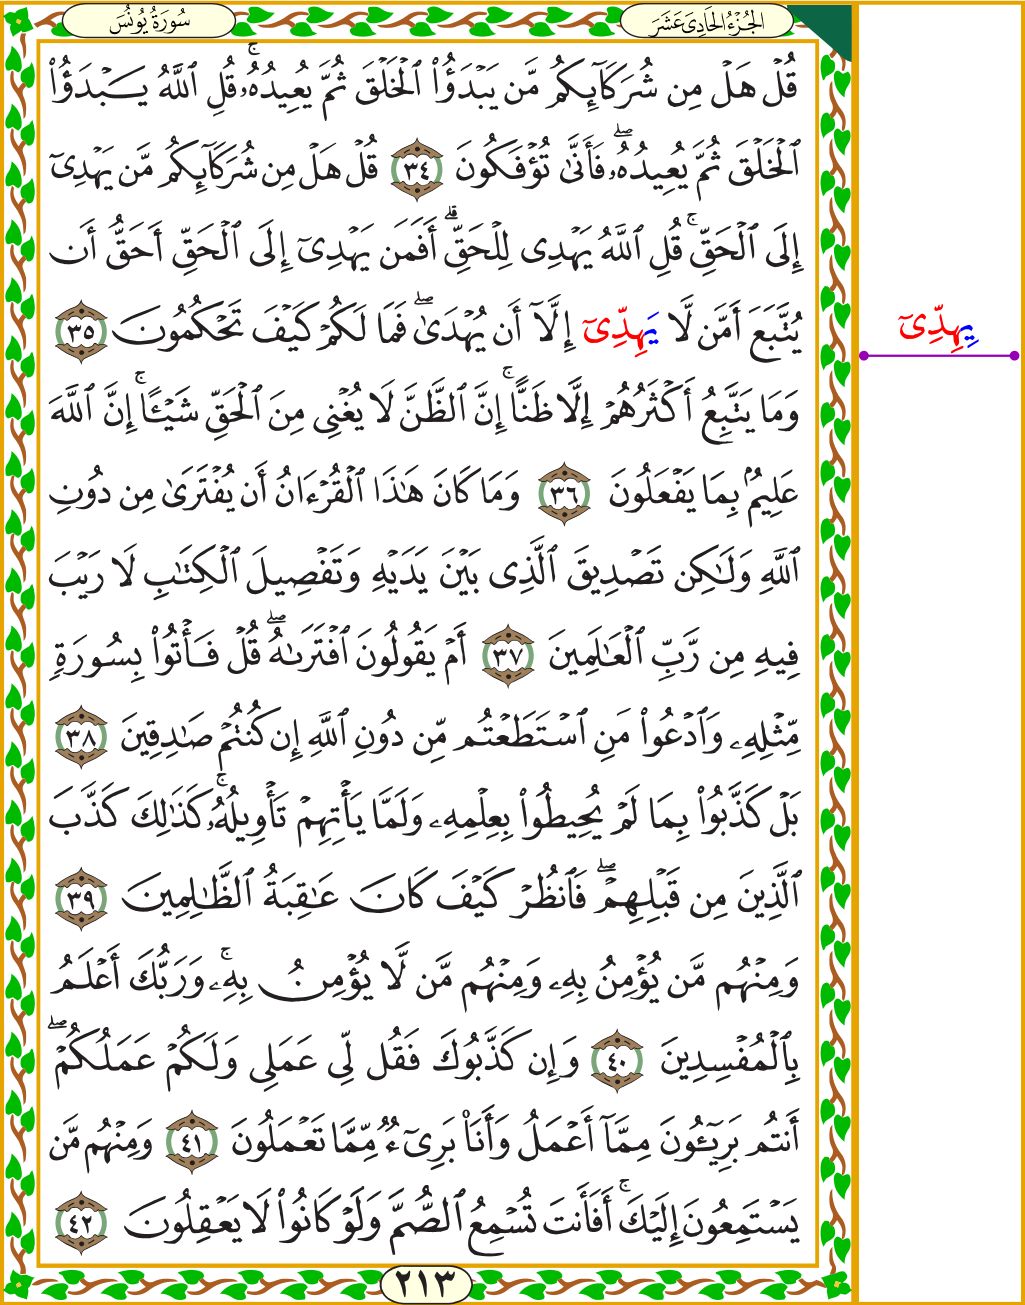 الجُزْءُ الحَادِى عَشَرَ
سُورَةُ يُونُسَ
قُلْ هَلْ مِن شُرَكَآئِكُم مَّن يَبْدَؤُا۟ ٱلْخَلْقَ ثُمَّ يُعِيدُهُۥ ۚ قُلِ ٱللَّهُ يَبْدَؤُا۟
ٱلْخَلْقَ ثُمَّ يُعِيدُهُۥ ۖ فَأَنَّىٰ تُؤْفَكُونَ ٣٤ قُلْ هَلْ مِن شُرَكَآئِكُم مَّن يَهْدِىٓ
إِلَى ٱلْحَقِّ ۚ قُلِ ٱللَّهُ يَهْدِى لِلْحَقِّ ۗ أَفَمَن يَهْدِىٓ إِلَى ٱلْحَقِّ أَحَقُّ أَن
يُتَّبَعَ أَمَّن لَّا يَهِدِّىٓ إِلَّآ أَن يُهْدَىٰ ۖ فَمَا لَكُمْ كَيْفَ تَحْكُمُونَ ٣٥
يِهِدِّىٓ
وَمَا يَتَّبِعُ أَكْثَرُهُمْ إِلَّا ظَنًّا ۚ إِنَّ ٱلظَّنَّ لَا يُغْنِى مِنَ ٱلْحَقِّ شَيْـًٔا ۚ إِنَّ ٱللَّهَ
عَلِيمٌۢ بِمَا يَفْعَلُونَ ٣٦ وَمَا كَانَ هَـٰذَا ٱلْقُرْءَانُ أَن يُفْتَرَىٰ مِن دُونِ
ٱللَّهِ وَلَـٰكِن تَصْدِيقَ ٱلَّذِى بَيْنَ يَدَيْهِ وَتَفْصِيلَ ٱلْكِتَـٰبِ لَا رَيْبَ
فِيهِ مِن رَّبِّ ٱلْعَـٰلَمِينَ ٣٧ أَمْ يَقُولُونَ ٱفْتَرَىٰهُ ۖ قُلْ فَأْتُوا۟ بِسُورَةٍ
مِّثْلِهِۦ وَٱدْعُوا۟ مَنِ ٱسْتَطَعْتُم مِّن دُونِ ٱللَّهِ إِن كُنتُمْ صَـٰدِقِينَ ٣٨
بَلْ كَذَّبُوا۟ بِمَا لَمْ يُحِيطُوا۟ بِعِلْمِهِۦ وَلَمَّا يَأْتِهِمْ تَأْوِيلُهُۥ ۚ كَذَٰلِكَ كَذَّبَ
ٱلَّذِينَ مِن قَبْلِهِمْ ۖ فَٱنظُرْ كَيْفَ كَانَ عَـٰقِبَةُ ٱلظَّـٰلِمِينَ ٣٩
وَمِنْهُم مَّن يُؤْمِنُ بِهِۦ وَمِنْهُم مَّن لَّا يُؤْمِنُ بِهِۦ ۚ وَرَبُّكَ أَعْلَمُ
بِٱلْمُفْسِدِينَ ٤٠ وَإِن كَذَّبُوكَ فَقُل لِّى عَمَلِى وَلَكُمْ عَمَلُكُمْ ۖ
أَنتُم بَرِيٓـُٔونَ مِمَّآ أَعْمَلُ وَأَنَا۠ بَرِىٓءٌ مِّمَّا تَعْمَلُونَ ٤١ وَمِنْهُم مَّن
يَسْتَمِعُونَ إِلَيْكَ ۚ أَفَأَنتَ تُسْمِعُ ٱلصُّمَّ وَلَوْ كَانُوا۟ لَا يَعْقِلُونَ ٤٢
٢١٣